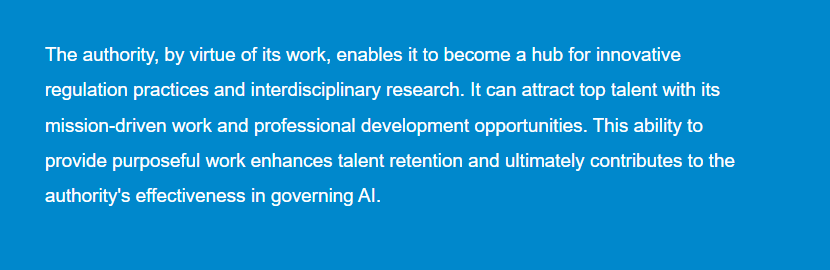 The authority, by virtue of its work, enables it to become a hub for innovative
regulation practices and interdisciplinary research. It can attract top talent with its
mission-driven work and professional development opportunities. This ability to
provide purposeful work enhances talent retention and ultimately contributes to the
authority's effectiveness in governing AI.